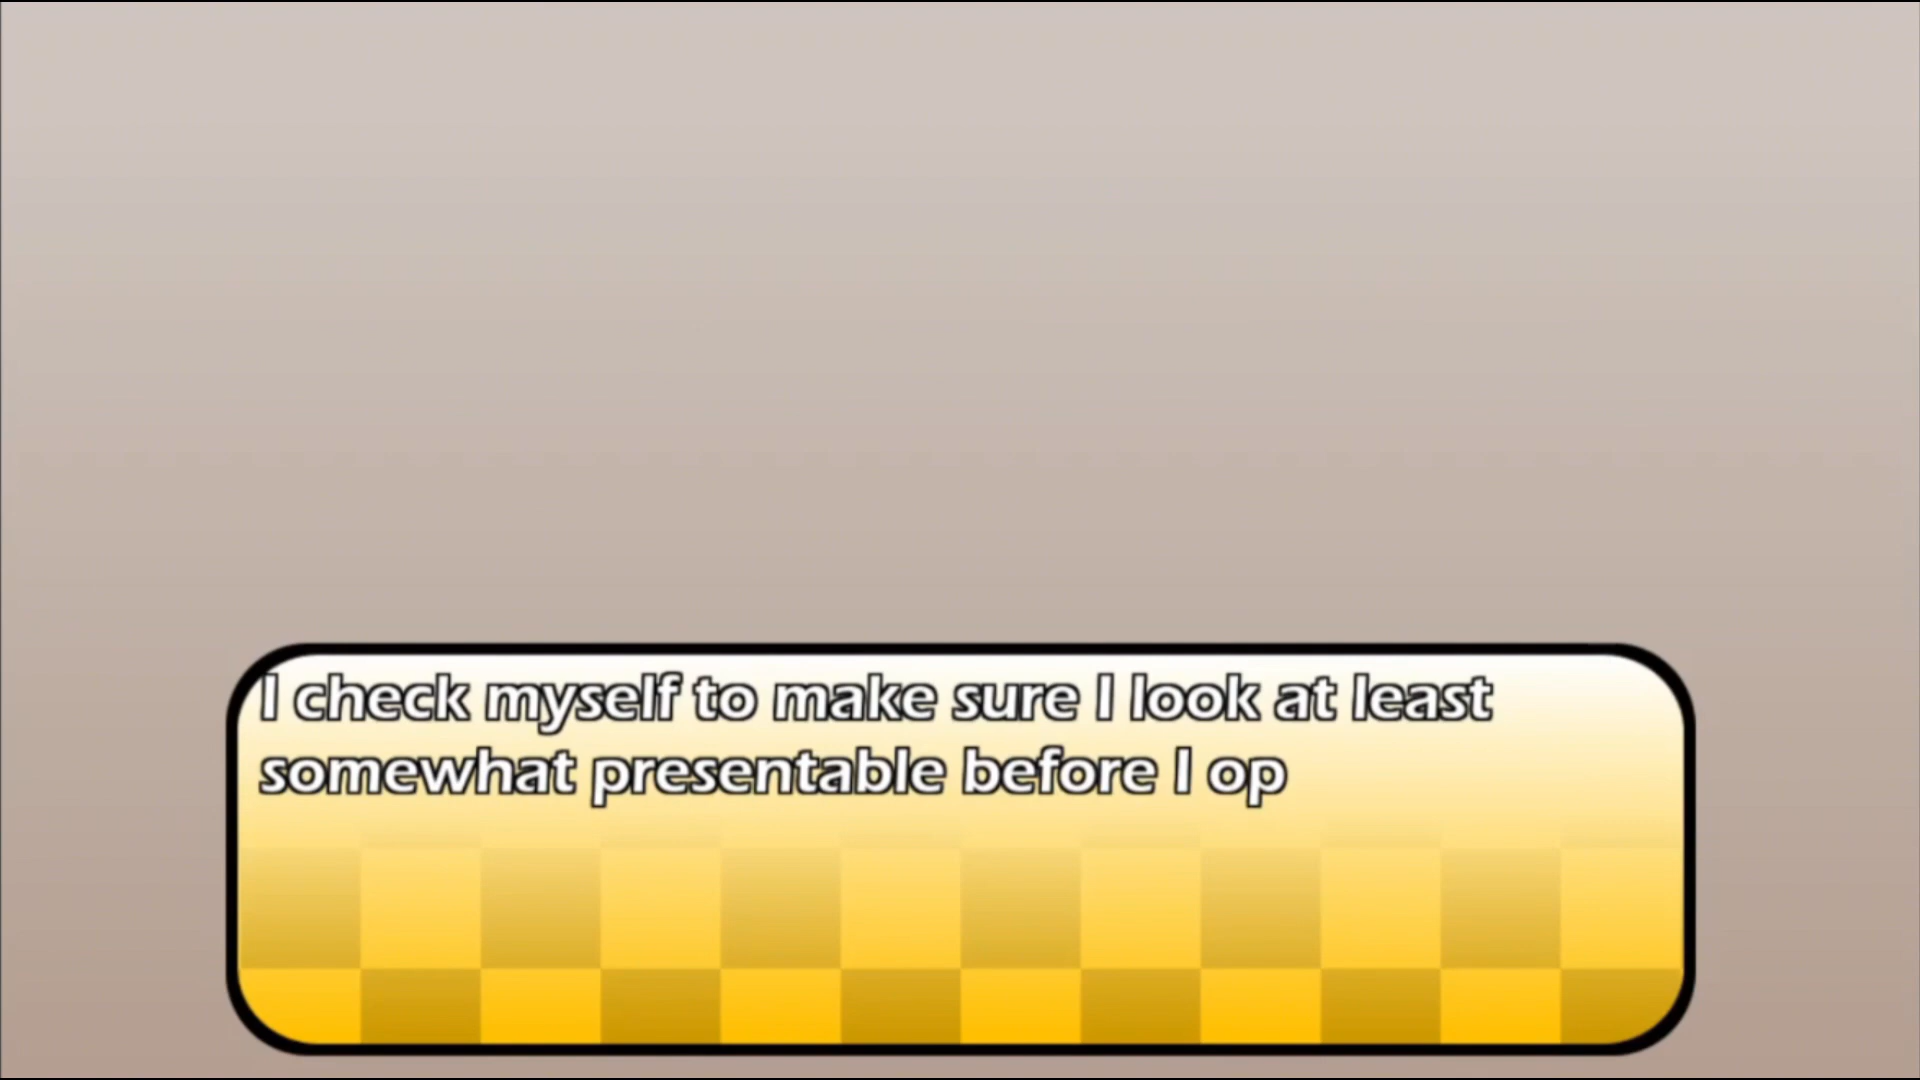 I check myself to make sure I look at least
somewhat presentable before I op